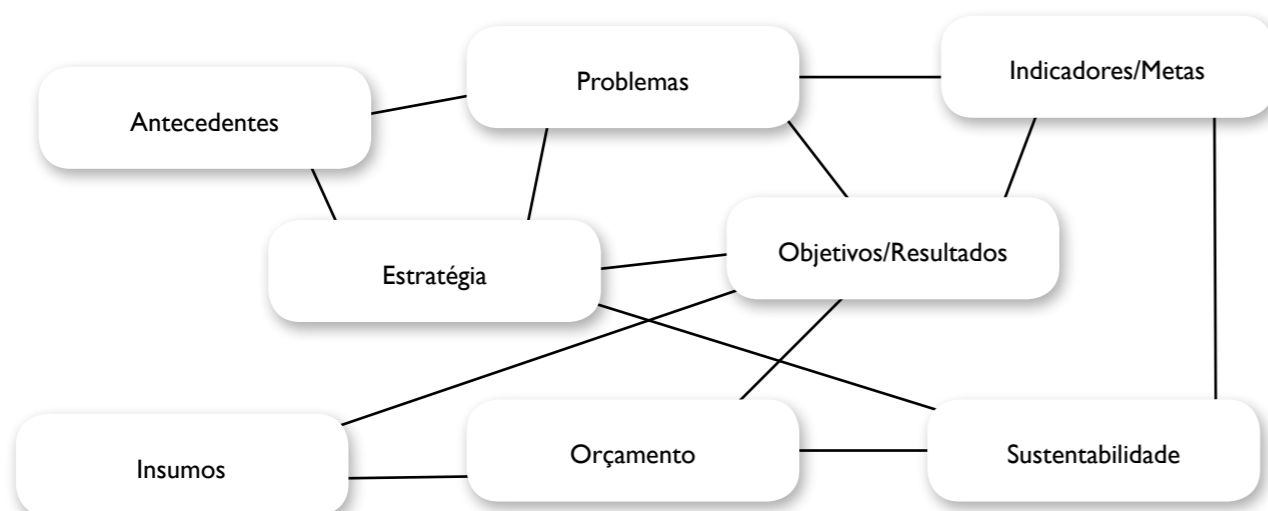 Problemas
Indicadores/Metas
Antecedentes
Objetivos/Resultados
Estratégia
Insumos
Orçamento
Sustentabilidade